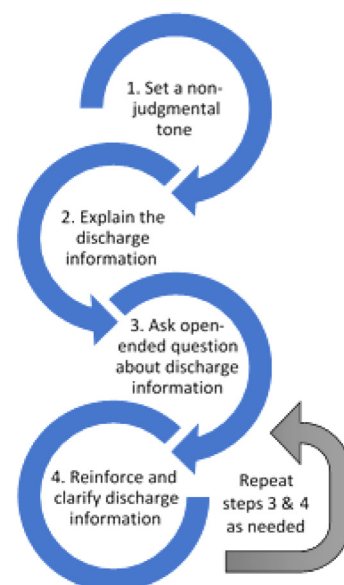 1. Set a non-
judgmental
tone
2. Explain the
discharge
information
3. Ask open-
ended question
about discharge
information
4. Reinforce and
clarify discharge
information
Repeat
steps 3 & 4
as needed